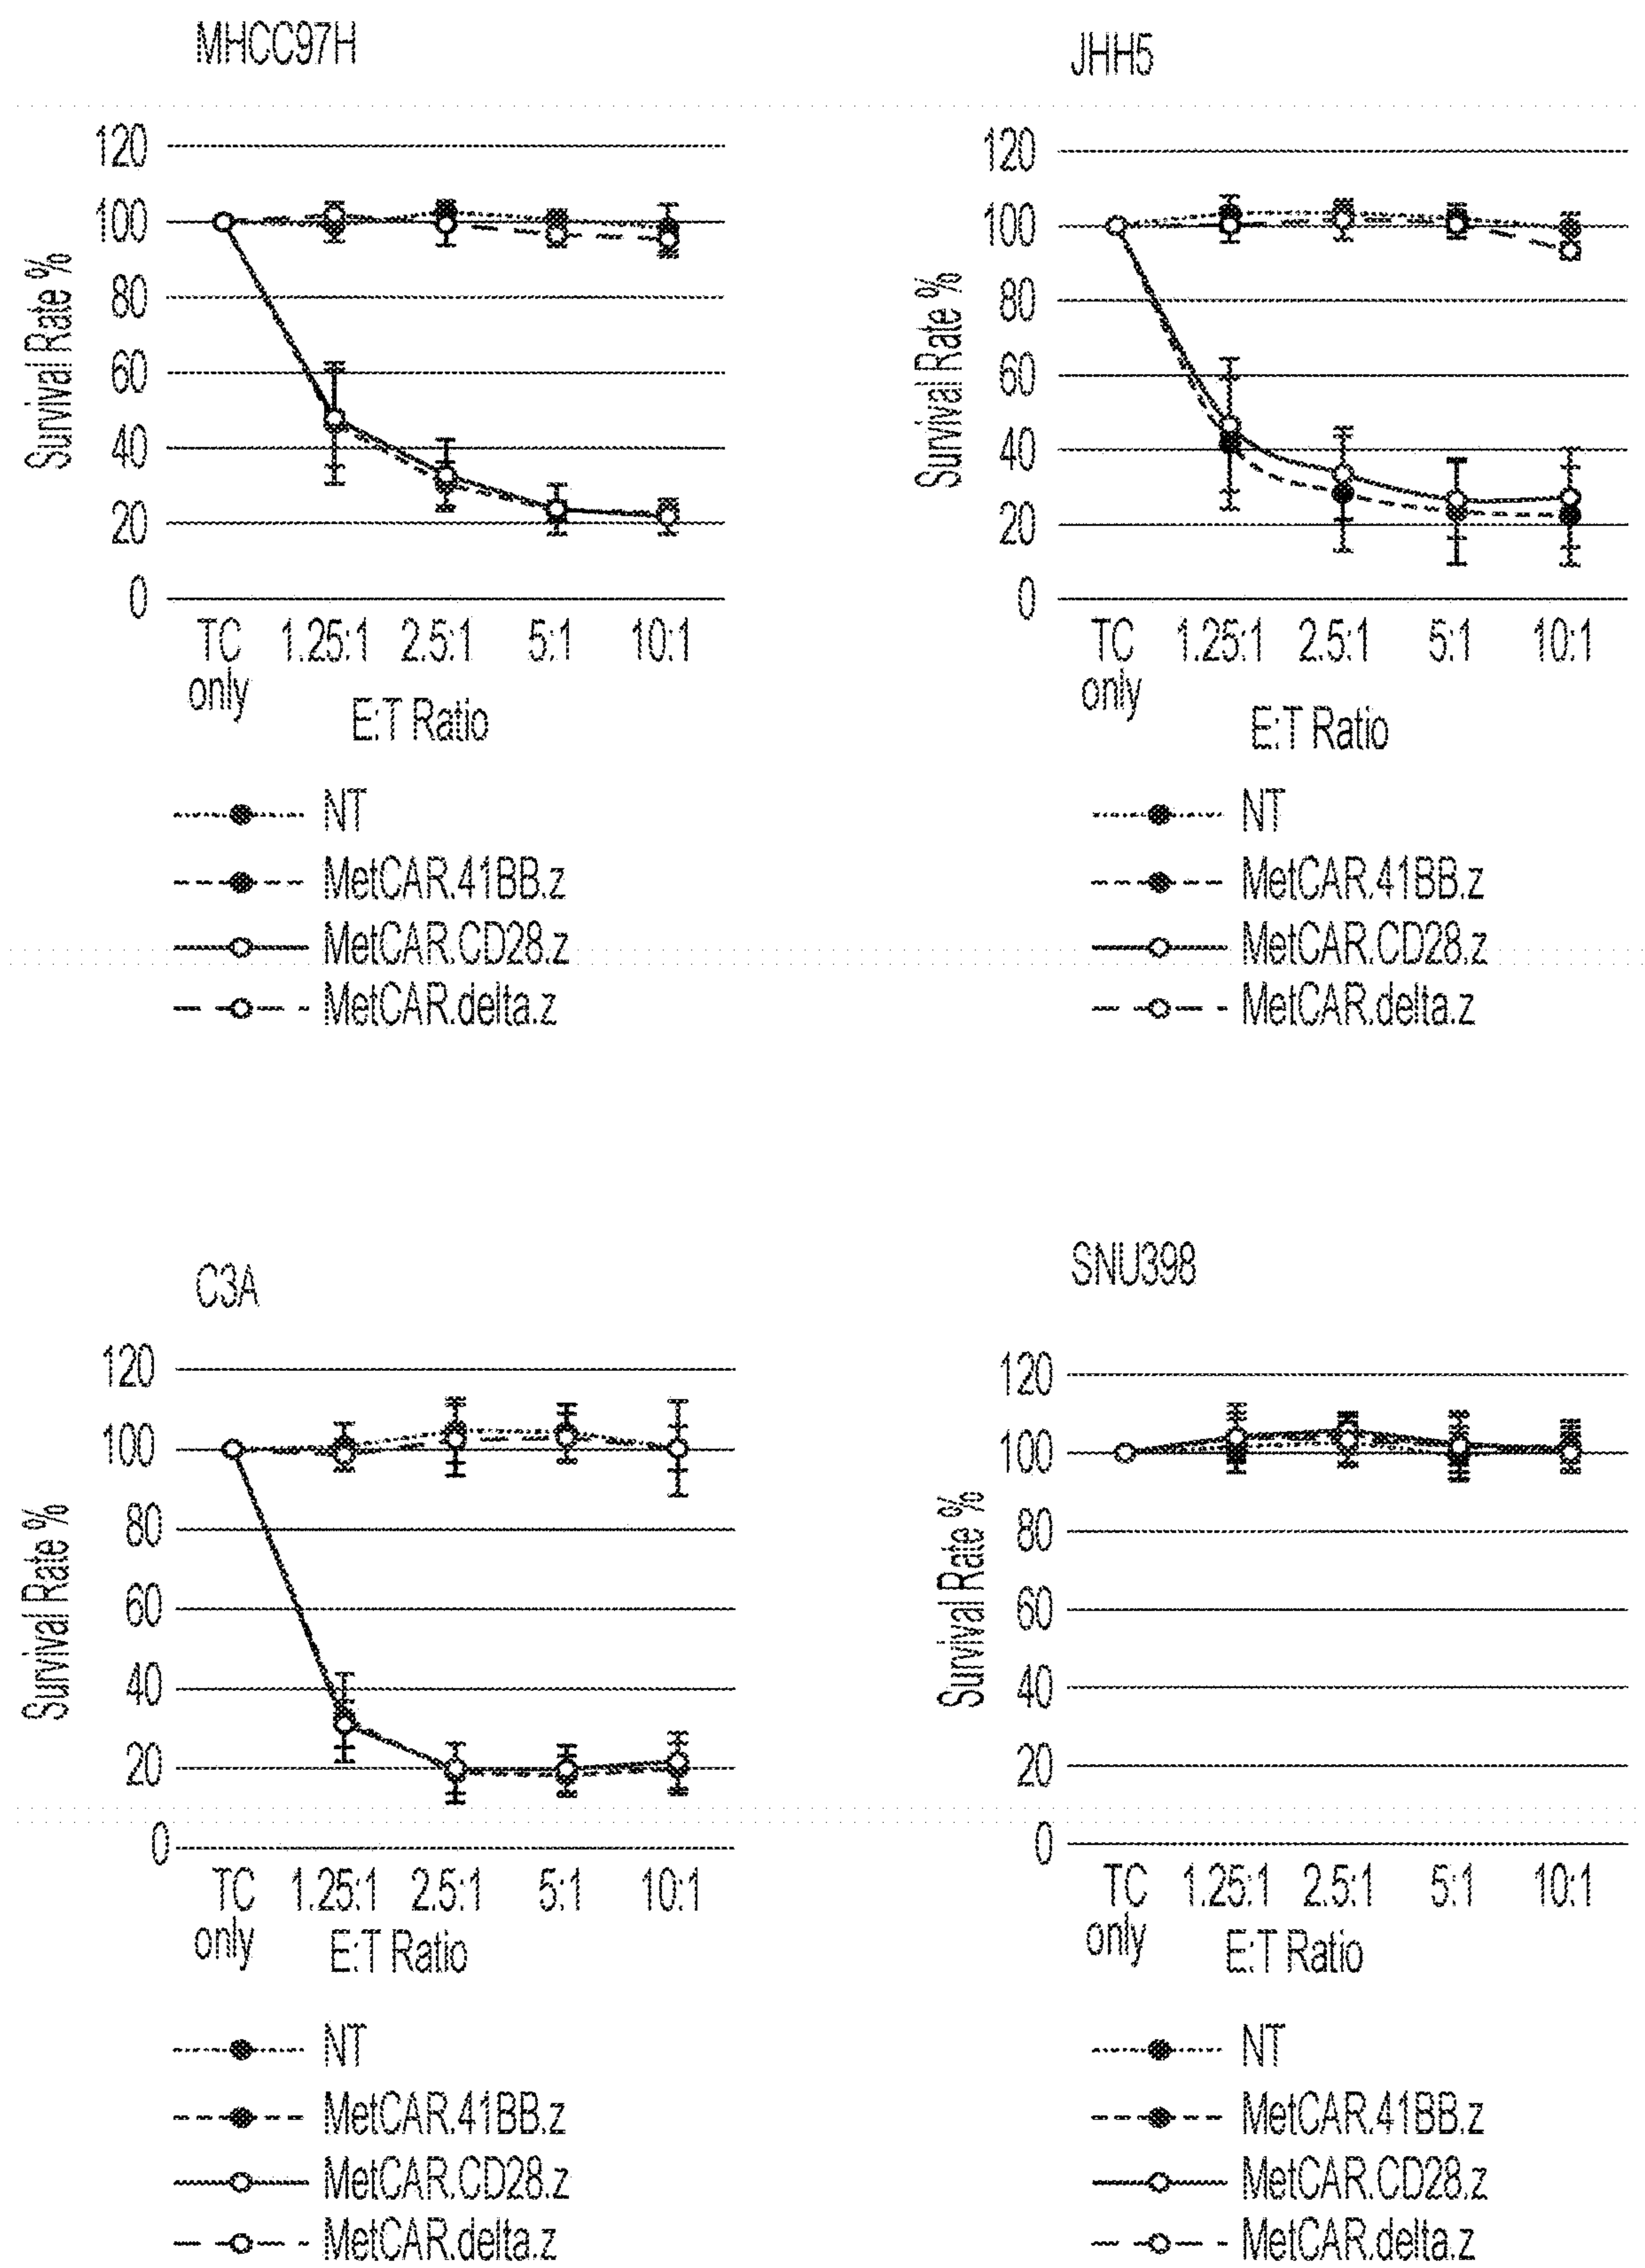 MHCC97H
120
100
80
60
40
20
0
Survival Rate %
TC only
1.25:1
2.5:1
5:1
10:1
E:T Ratio
NT
MetCAR.41BB.z
MetCAR.CD28.z
MetCAR.delta.z
JHH5
120
100
80
60
40
20
0
Survival Rate %
TC only
1.25:1
2.5:1
5:1
10:1
E:T Ratio
NT
MetCAR.41BB.z
MetCAR.CD28.z
MetCAR.delta.z
C3A
120
100
80
60
40
20
0
Survival Rate %
TC only
1.25:1
2.5:1
5:1
10:1
E:T Ratio
NT
MetCAR.41BB.z
MetCAR.CD28.z
MetCAR.delta.z
SNU398
120
100
80
60
40
20
0
Survival Rate %
TC only
1.25:1
2.5:1
5:1
10:1
E:T Ratio
NT
MetCAR.41BB.z
MetCAR.CD28.z
MetCAR.delta.z